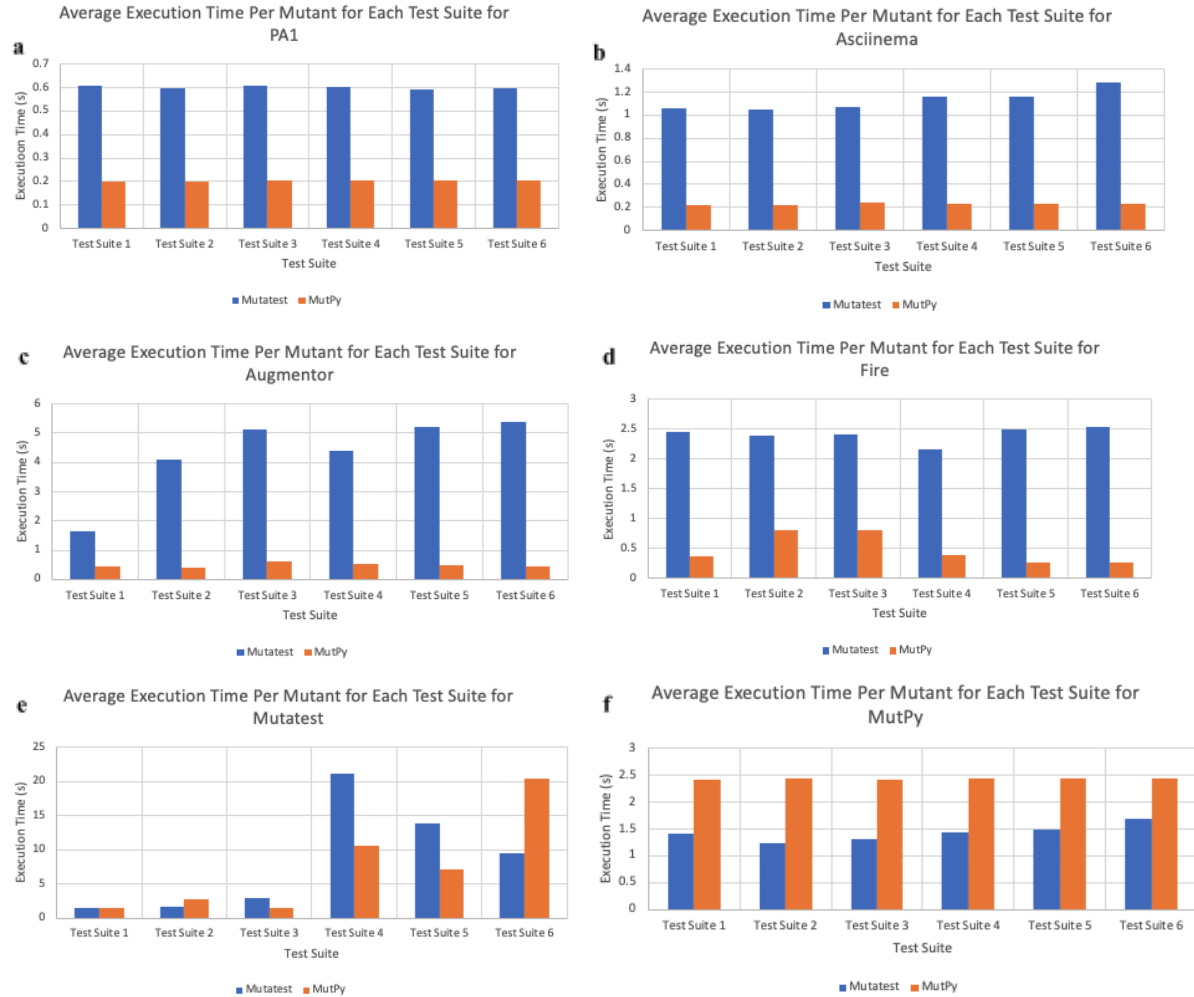 Average Execution Time Per Mutant for Each Test Suite for
PA1
a
0.7
0.6
0.5
0.4
0.3
0.2
0.1
0
Executioon Time (s)
Test Suite 1 Test Suite 2 Test Suite 3 Test Suite 4 Test Suite 5 Test Suite 6
Test Suite
Mutatest MutPy
Average Execution Time Per Mutant for Each Test Suite for
Asciinema
b
1.4
1.2
1
0.8
0.6
0.4
0.2
0
Execution Time (s)
Test Suite 1 Test Suite 2 Test Suite 3 Test Suite 4 Test Suite 5 Test Suite 6
Test Suite
Mutatest MutPy
c
Average Execution Time Per Mutant for Each Test Suite for
Augmentor
6
5
4
3
2
1
0
Execution Time (s)
Test Suite 1 Test Suite 2 Test Suite 3 Test Suite 4 Test Suite 5 Test Suite 6
Test Suite
Mutatest MutPy
d
Average Execution Time Per Mutant for Each Test Suite for
Fire
3
2.5
2
1.5
1
0.5
0
Execution Time (s)
Test Suite 1 Test Suite 2 Test Suite 3 Test Suite 4 Test Suite 5 Test Suite 6
Test Suite
Mutatest MutPy
e
Average Execution Time Per Mutant for Each Test Suite for
Mutatest
25
20
15
10
5
0
Execution Time (s)
Test Suite 1 Test Suite 2 Test Suite 3 Test Suite 4 Test Suite 5 Test Suite 6
Test Suite
Mutatest MutPy
f
Average Execution Time Per Mutant for Each Test Suite for
MutPy
3
2.5
2
1.5
1
0.5
0
Execution Time (s)
Test Suite 1 Test Suite 2 Test Suite 3 Test Suite 4 Test Suite 5 Test Suite 6
Test Suite
Mutatest MutPy